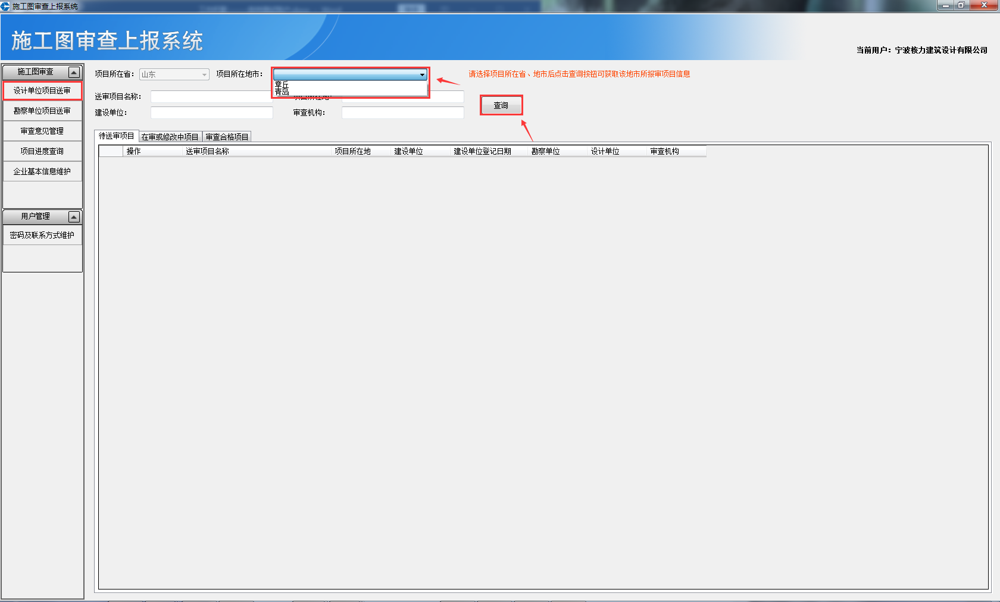 施工图审查上报系统
施工图审查上报系统
当前用户：宁波核力建筑设计有限公司
施工图审查
设计单位项目送审
勘察单位项目送审
审查意见管理
项目进度查询
企业基本信息维护
用户管理
密码及联系方式维护
项目所在省： 山东 项目所在地市： 请选择项目所在省、地市后点击查询按钮可获取该地市所报审项目信息
章丘
青岛
送审项目名称： 项目所在地：
建设单位： 审查机构：
查询
待送审项目 在审或修改中项目 审查合格项目
操作 送审项目名称 项目所在地 建设单位 建设单位登记日期 勘察单位 设计单位 审查机构